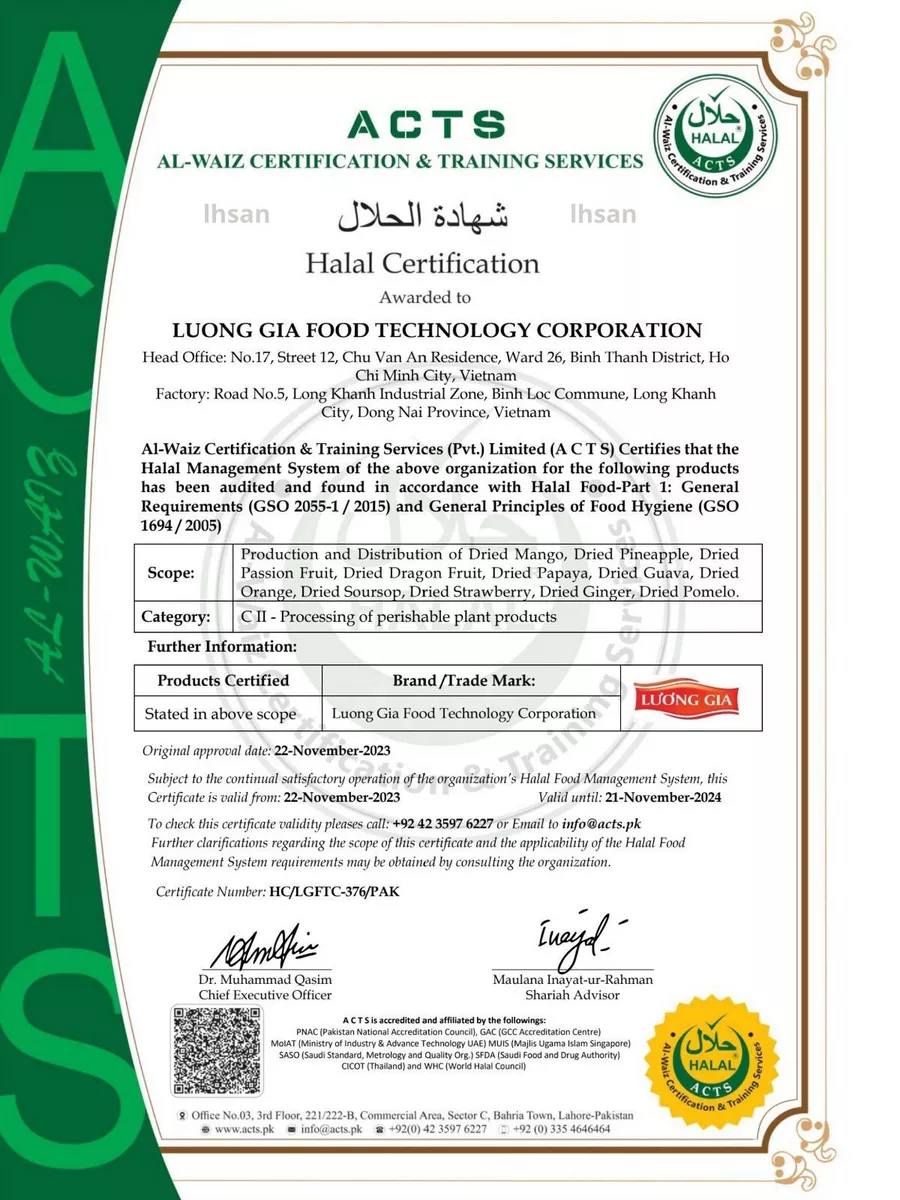 ACTS
AL-WAIZ
ACTS
AL-WAIZ CERTIFICATION & TRAINING SERVICES
حلال
HALAL
®
ACTS
Al-Waiz Certification & Training Services
Ihsan شهادة الحلال Ihsan
Halal Certification
Awarded to
LUONG GIA FOOD TECHNOLOGY CORPORATION
Head Office: No.17, Street 12, Chu Van An Residence, Ward 26, Binh Thanh District, Ho
Chi Minh City, Vietnam
Factory: Road No.5, Long Khanh Industrial Zone, Binh Loc Commune, Long Khanh
City, Dong Nai Province, Vietnam
Al-Waiz Certification & Training Services (Pvt.) Limited (A C T S) Certifies that the
Halal Management System of the above organization for the following products
has been audited and found in accordance with Halal Food-Part 1: General
Requirements (GSO 2055-1 / 2015) and General Principles of Food Hygiene (GSO
1694 / 2005)
Scope: Production and Distribution of Dried Mango, Dried Pineapple, Dried
Passion Fruit, Dried Dragon Fruit, Dried Papaya, Dried Guava, Dried
Orange, Dried Soursop, Dried Strawberry, Dried Ginger, Dried Pomelo.
Category: C II - Processing of perishable plant products
Further Information:
Products Certified Brand /Trade Mark:
Stated in above scope Luong Gia Food Technology Corporation
LƯƠNG GIA
حلال
HALAL
Al-Waiz Certification & Training Services
Original approval date: 22-November-2023
Subject to the continual satisfactory operation of the organization's Halal Food Management System, this
Certificate is valid from: 22-November-2023 Valid until: 21-November-2024
To check this certificate validity pleases call: +92 42 3597 6227 or Email to info@acts.pk
Further clarifications regarding the scope of this certificate and the applicability of the Halal Food
Management System requirements may be obtained by consulting the organization.
Certificate Number: HC/LGFTC-376/PAK
Dr. Muhammad Qasim Maulana Inayat-ur-Rahman
Chief Executive Officer Shariah Advisor
A C T S is accredited and affiliated by the followings:
PNAC (Pakistan National Accreditation Council), GAC (GCC Accreditation Centre)
MoIAT (Ministry of Industry & Advance Technology UAE) MUIS (Majlis Ugama Islam Singapore)
SASO (Saudi Standard, Metrology and Quality Org.) SFDA (Saudi Food and Drug Authority)
CICOT (Thailand) and WHC (World Halal Council)
حلال
HALAL
®
ACTS
Al-Waiz Certification & Training Services
Office No.03, 3rd Floor, 221/222-B, Commercial Area, Sector C, Bahria Town, Lahore-Pakistan
www.acts.pk info@acts.pk +92(0) 42 3597 6227 +92 (0) 335 4646464